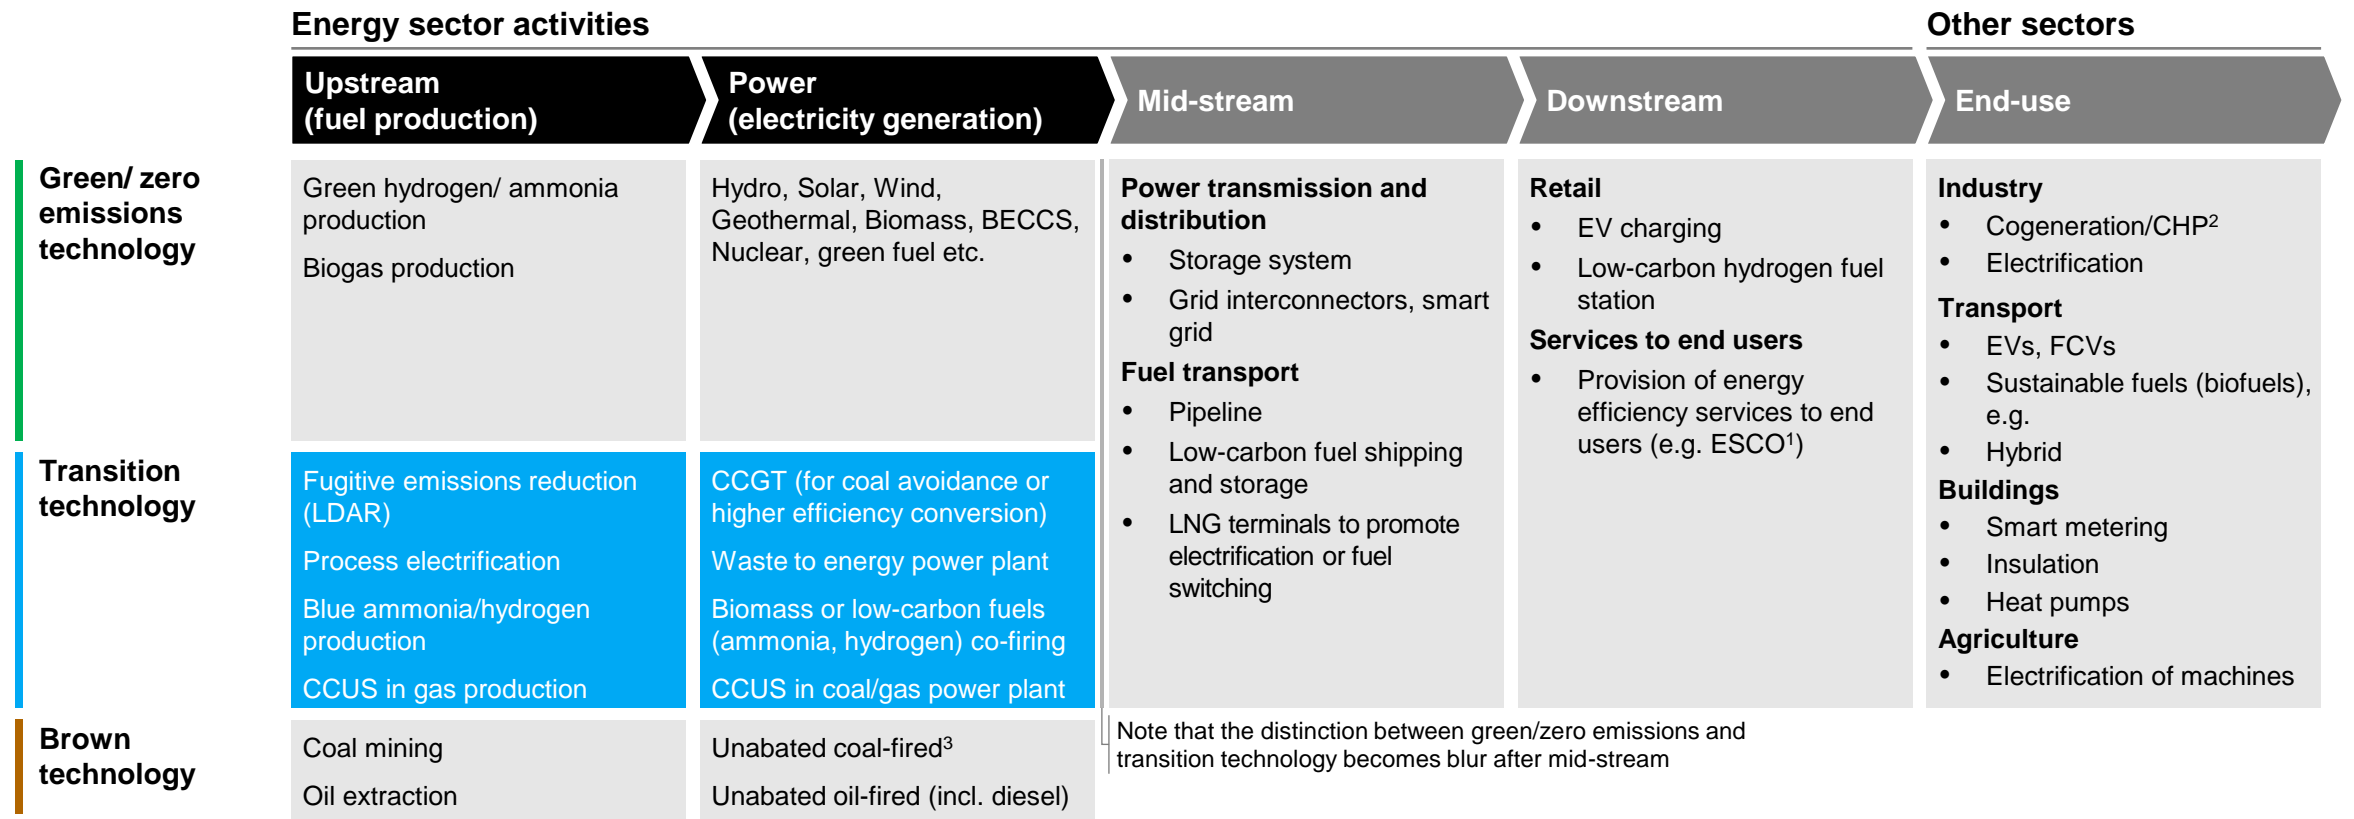 Energy sector activities
Other sectors
Upstream
(fuel production)
Power
(electricity generation)
Mid-stream
Downstream
End-use
Green/ zero
emissions
technology
Green hydrogen/ ammonia
production
Biogas production
Hydro, Solar, Wind,
Geothermal, Biomass, BECCS,
Nuclear, green fuel etc.
Transition
technology
Fugitive emissions reduction
(LDAR)
Process electrification
Blue ammonia/hydrogen
production
CCUS in gas production
CCGT (for coal avoidance or
higher efficiency conversion)
Waste to energy power plant
Biomass or low-carbon fuels
(ammonia, hydrogen) co-firing
CCUS in coal/gas power plant
Brown
technology
Coal mining
Oil extraction
Unabated coal-fired³
Unabated oil-fired (incl. diesel)
Power transmission and
distribution
• Storage system
• Grid interconnectors, smart
grid
Fuel transport
• Pipeline
• Low-carbon fuel shipping
and storage
• LNG terminals to promote
electrification or fuel
switching
Retail
• EV charging
• Low-carbon hydrogen fuel
station
Services to end users
• Provision of energy
efficiency services to end
users (e.g. ESCO¹)
Industry
• Cogeneration/CHP²
• Electrification
Transport
• EVs, FCVs
• Sustainable fuels (biofuels),
e.g.
• Hybrid
Buildings
• Smart metering
• Insulation
• Heat pumps
Agriculture
• Electrification of machines
Note that the distinction between green/zero emissions and
transition technology becomes blur after mid-stream